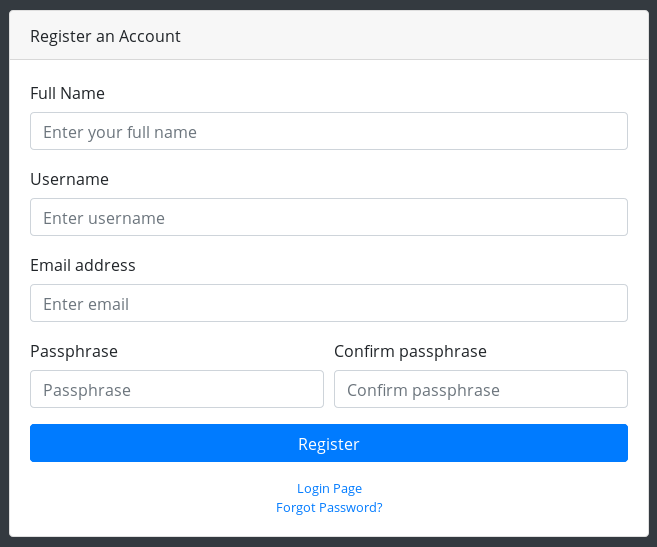 Register an Account
Full Name
Enter your full name
Username
Enter username
Email address
Enter email
Passphrase Confirm passphrase
Passphrase Confirm passphrase
Register
Login Page
Forgot Password?